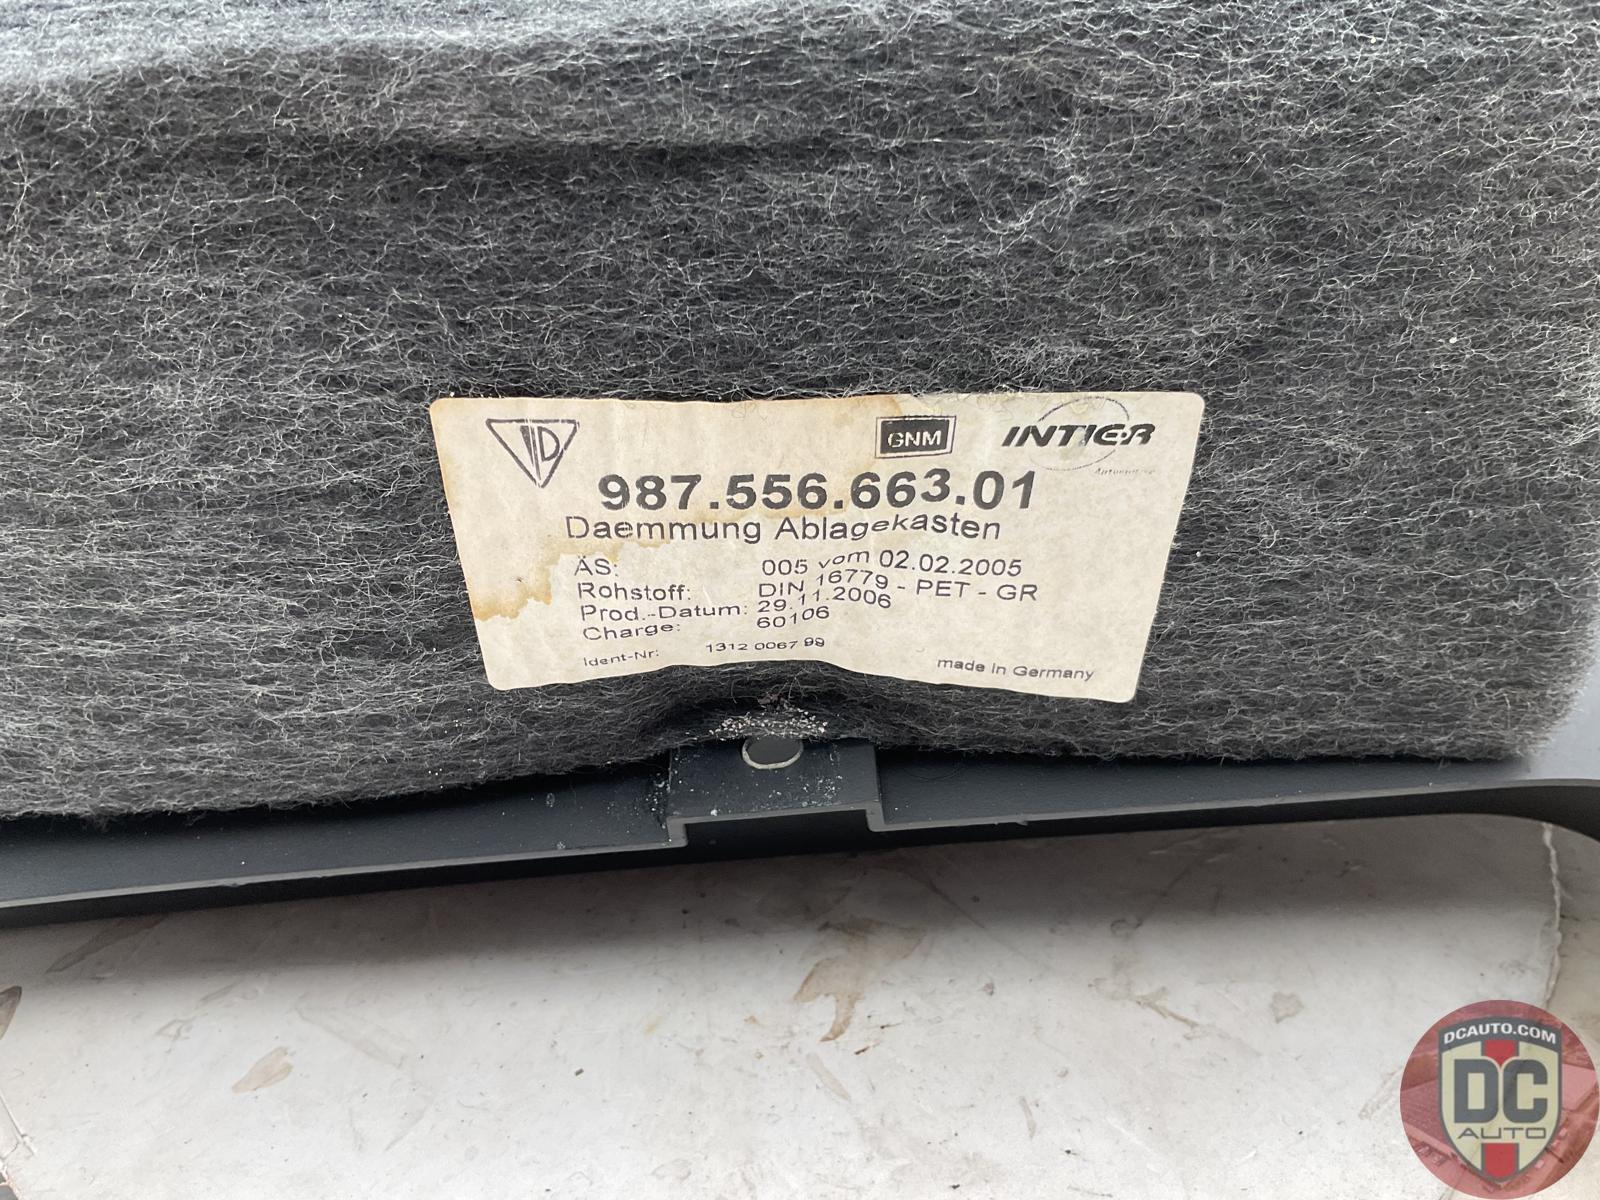 D
GNM
INTIER
Automotive
987.556.663.01
Daemmung Ablagekasten
ÄS: 005 vom 02.02.2005
Rohstoff: DIN 16779 - PET - GR
Prod.-Datum: 29.11.2006
Charge: 60106
Ident-Nr: 1312 0067 99
made in Germany
DCAUTO.COM
DC
AUTO